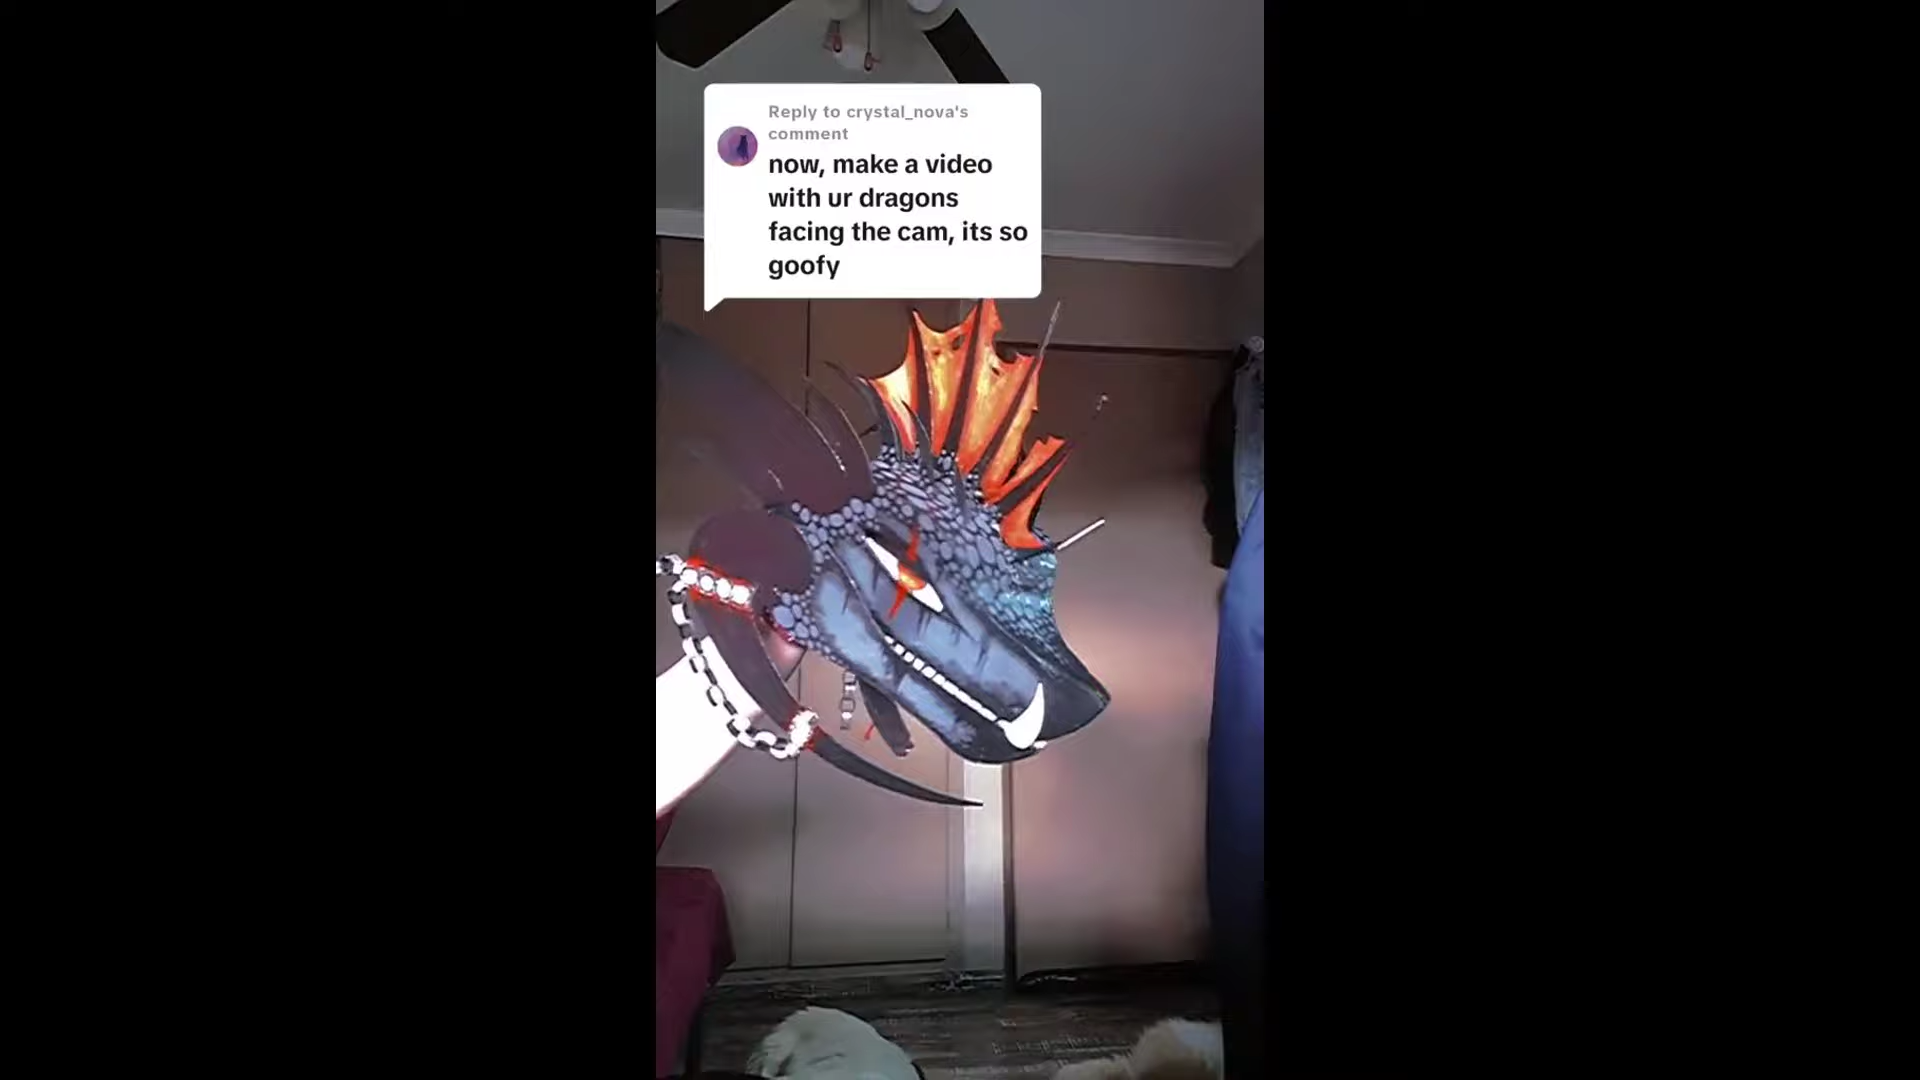 Reply to crystal_nova's
comment
now, make a video
with ur dragons
facing the cam, its so
goofy